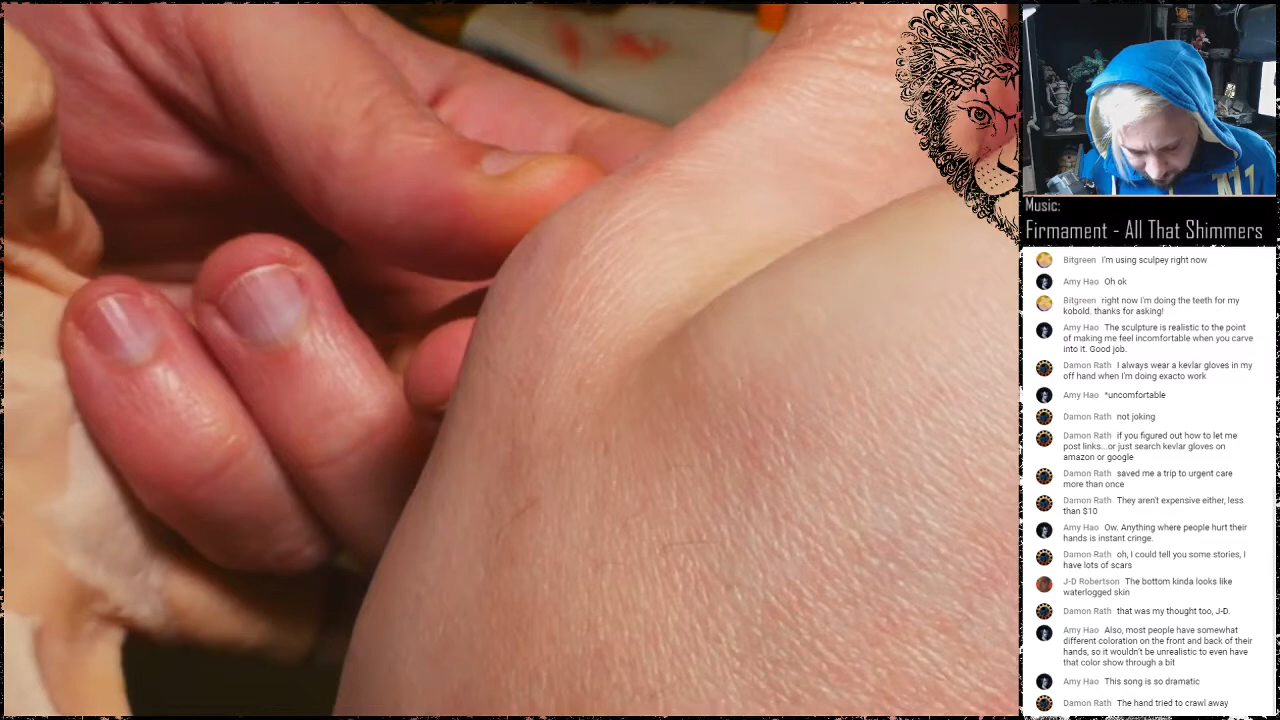 Music:
Firmament - All That Shimmers
Bitgreen I'm using sculpey right now
Amy Hao Oh ok
Bitgreen right now I'm doing the teeth for my
kobold. thanks for asking!
Amy Hao The sculpture is realistic to the point
of making me feel incomfortable when you carve
into it. Good job.
Damon Rath I always wear a kevlar gloves in my
off hand when I'm doing exacto work
Amy Hao *uncomfortable
Damon Rath not joking
Damon Rath if you figured out how to let me
post links...or just search kevlar gloves on
amazon or google
Damon Rath saved me a trip to urgent care
more than once
Damon Rath They aren't expensive either, less
than $10
Amy Hao Ow. Anything where people hurt their
hands is instant cringe.
Damon Rath oh, I could tell you some stories, I
have lots of scars
J-D Robertson The bottom kinda looks like
waterlogged skin
Damon Rath that was my thought too, J-D.
Amy Hao Also, most people have somewhat
different coloration on the front and back of their
hands, so it wouldn't be unrealistic to even have
that color show through a bit
Amy Hao This song is so dramatic
Damon Rath The hand tried to crawl away